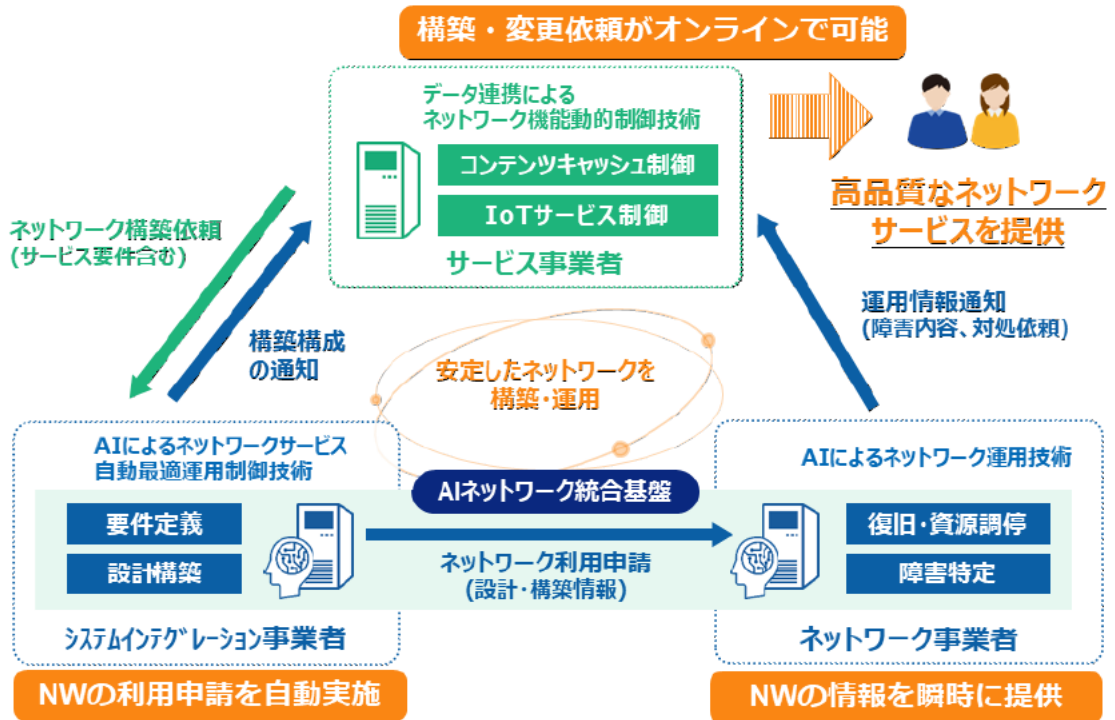 構築・変更依頼がオンラインで可能
データ連携による
ネットワーク機能動的制御技術
コンテンツキャッシュ制御
IoTサービス制御
サービス事業者
高品質なネットワーク
サービスを提供
ネットワーク構築依頼
(サービス要件含む)
構築構成
の通知
運用情報通知
(障害内容、対処依頼)
安定したネットワークを
構築・運用
AIによるネットワークサービス
自動最適運用制御技術
要件定義
設計構築
システムインテグレーション事業者
AIネットワーク統合基盤
ネットワーク利用申請
(設計・構築情報)
AIによるネットワーク運用技術
復旧・資源調停
障害特定
ネットワーク事業者
NWの利用申請を自動実施
NWの情報を瞬時に提供